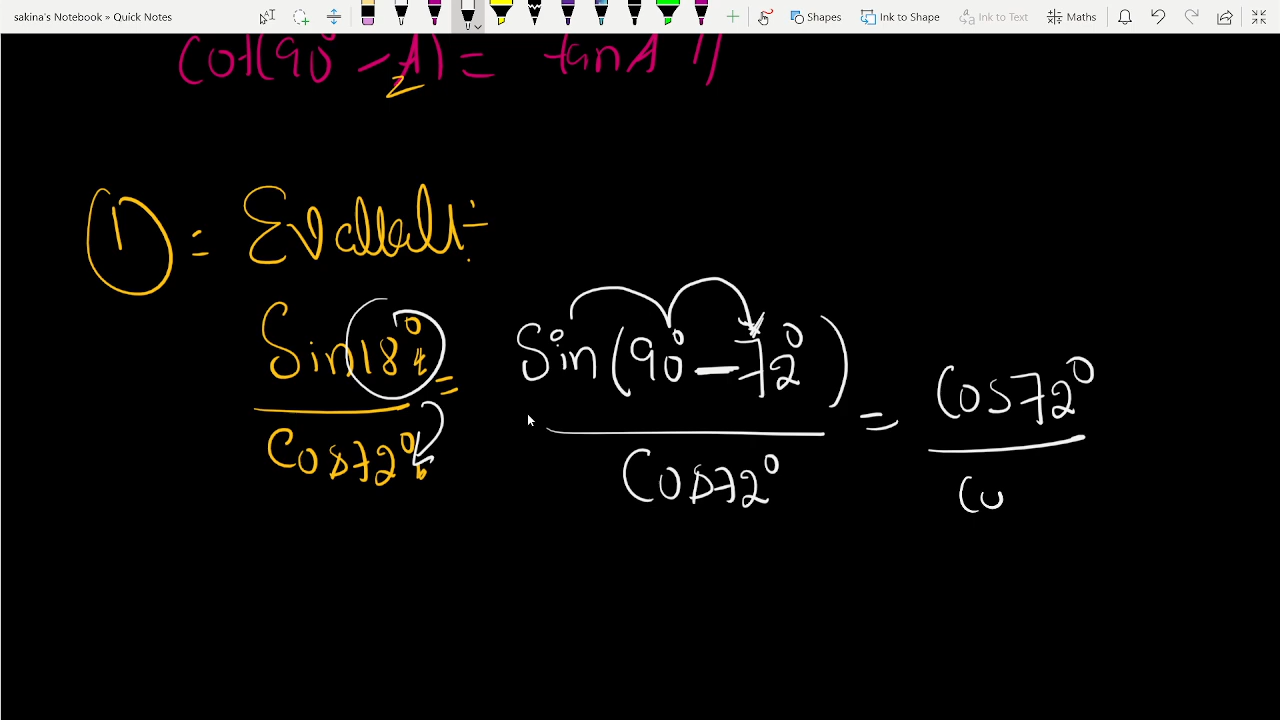 sakina's Notebook » Quick Notes
Shapes Ink to Shape Ink to Text Maths
Cot(90° - A) = tanA //
① = Evaluate :-
Sin18° / Cos72° = Sin(90° - 72°) / Cos72° = Cos72° / Co